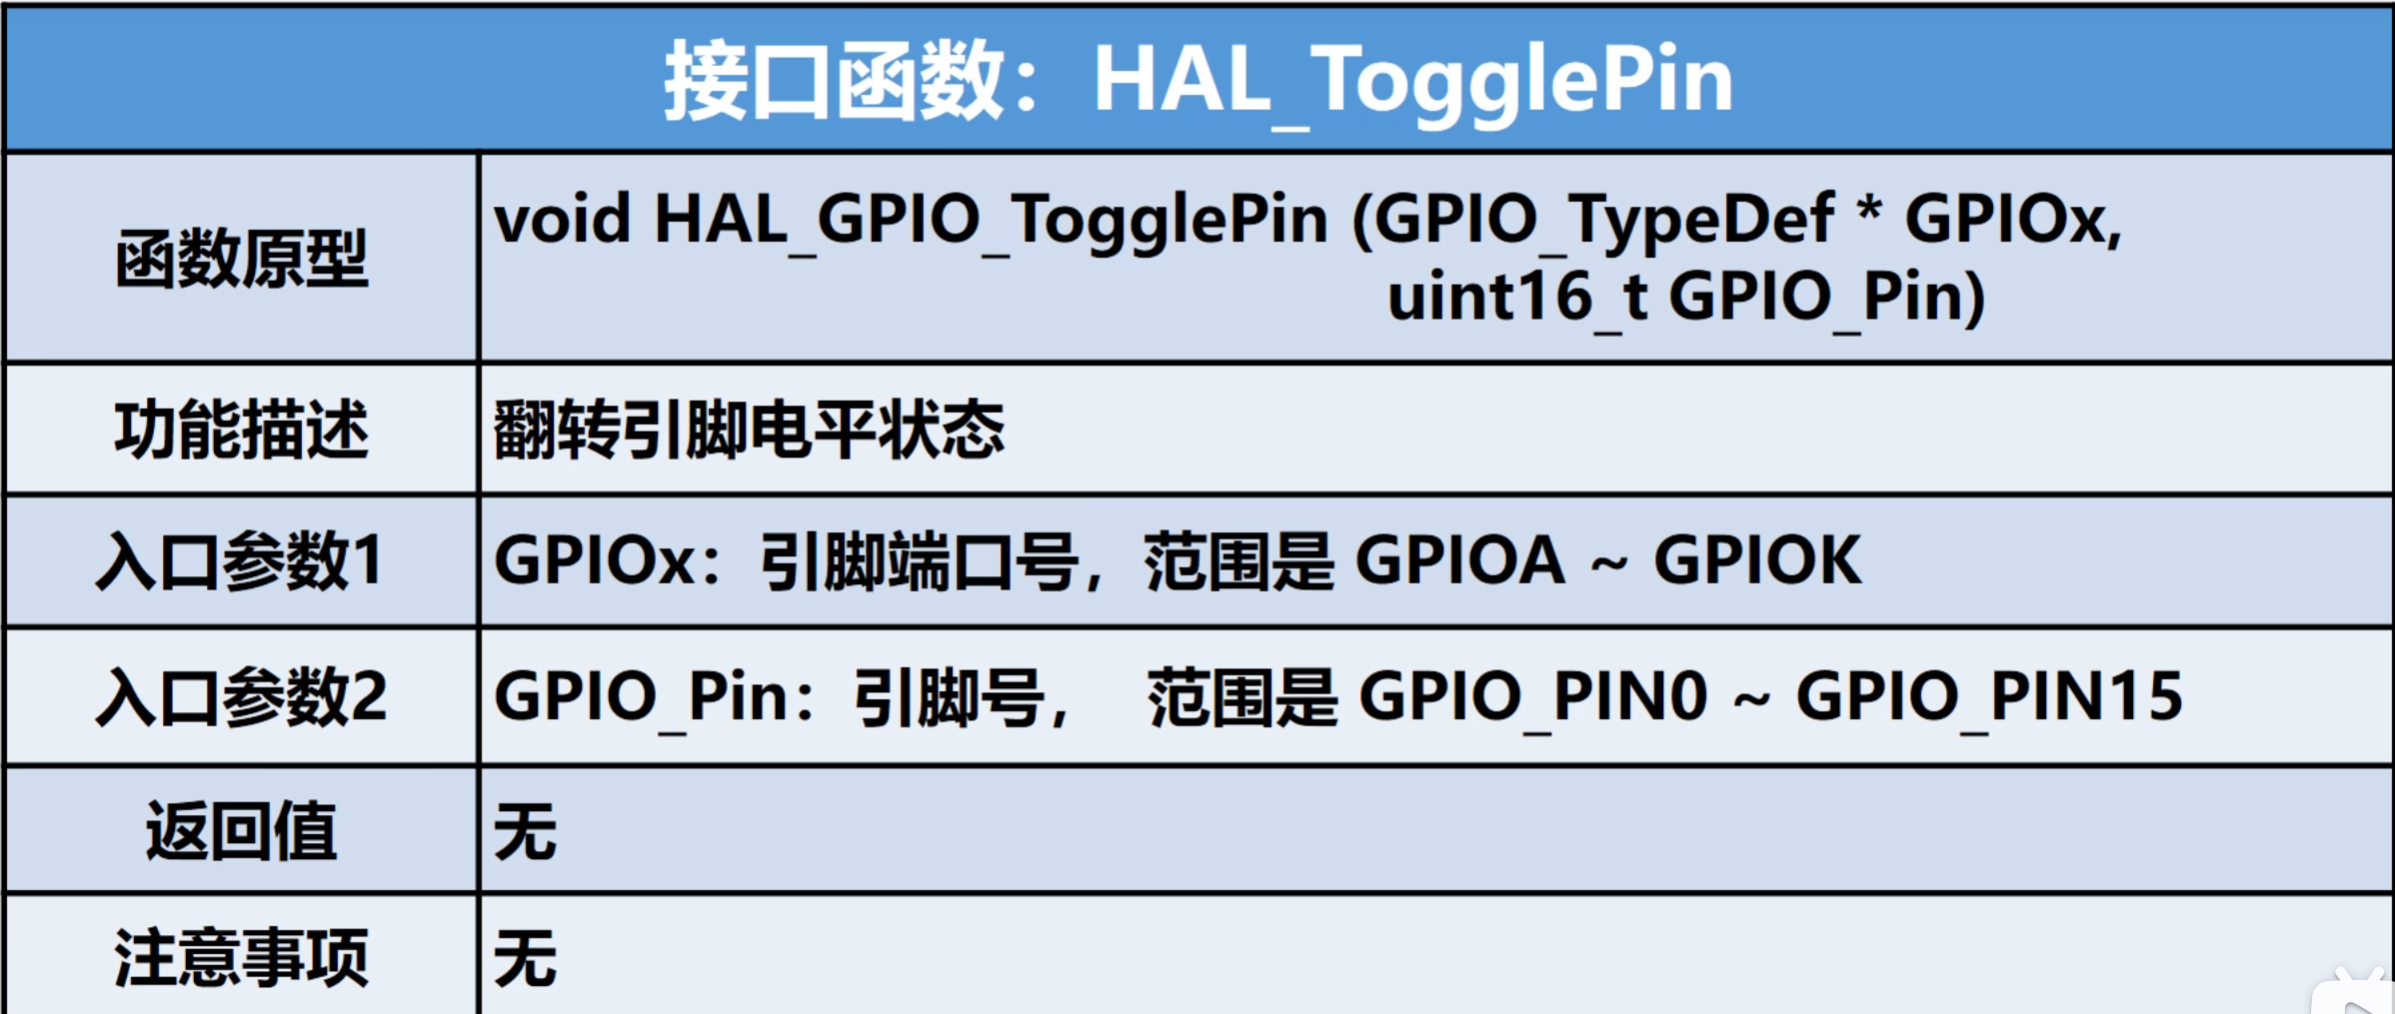 接口函数：HAL_TogglePin
函数原型
void HAL_GPIO_TogglePin (GPIO_TypeDef * GPIOx,
uint16_t GPIO_Pin)
功能描述
翻转引脚电平状态
入口参数1
GPIOx：引脚端口号，范围是 GPIOA ~ GPIOK
入口参数2
GPIO_Pin：引脚号， 范围是 GPIO_PIN0 ~ GPIO_PIN15
返回值
无
注意事项
无